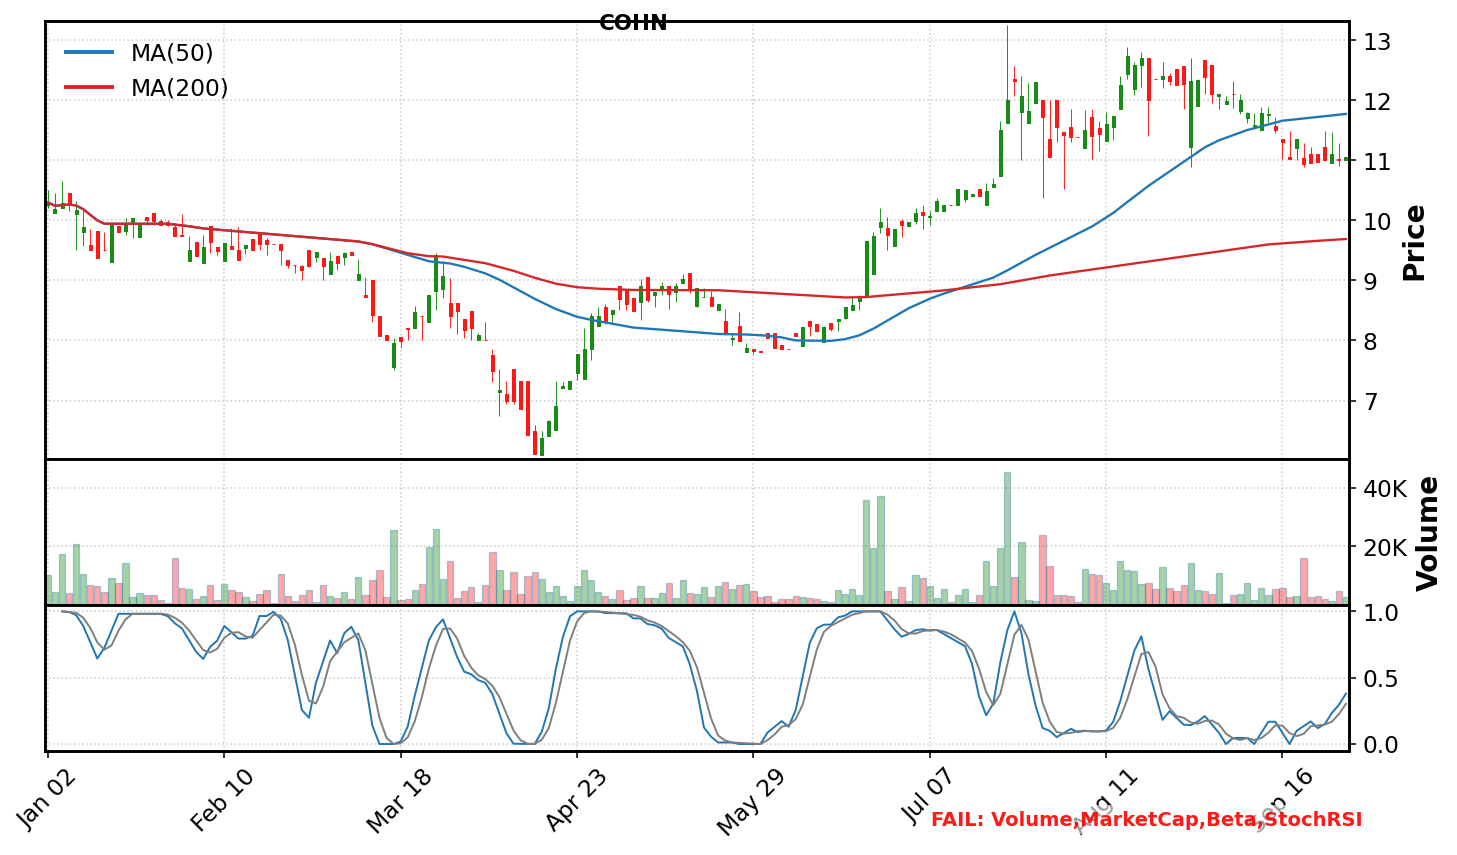 COHN
MA(50)
MA(200)
13
12
11
10
9
8
7
Price
40K
20K
Volume
1.0
0.5
0.0
Jan 02
Feb 10
Mar 18
Apr 23
May 29
Jul 07
Aug 11
Sep 16
FAIL: Volume,MarketCap,Beta,StochRSI